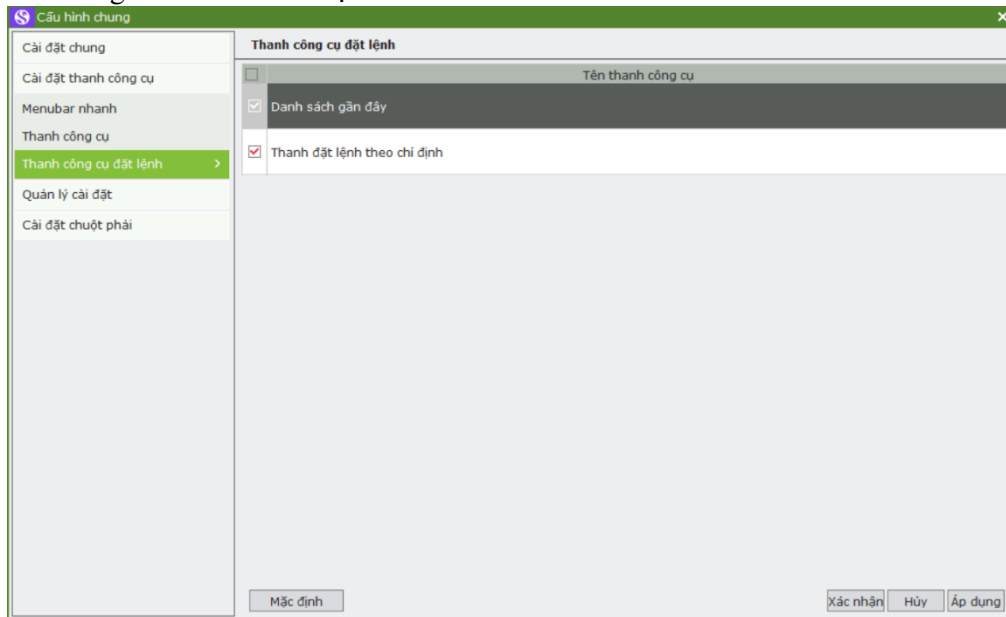 Cấu hình chung
Cài đặt chung
Cài đặt thanh công cụ
Menubar nhanh
Thanh công cụ
Thanh công cụ đặt lệnh
Quản lý cài đặt
Cài đặt chuột phải
Thanh công cụ đặt lệnh
Tên thanh công cụ
Danh sách gần đây
Thanh đặt lệnh theo chỉ định
Mặc định
Xác nhận
Hủy
Áp dụng